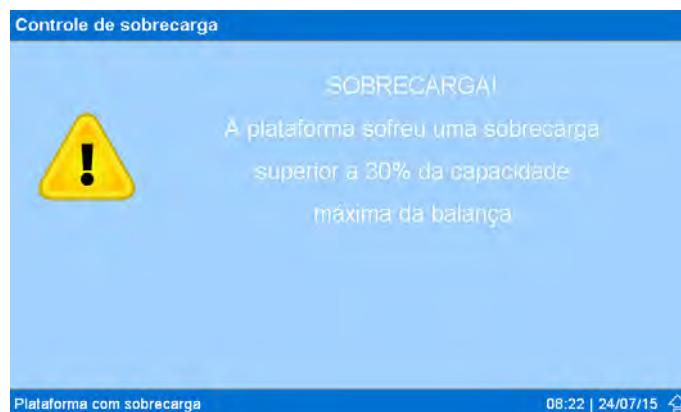 Controle de sobrecarga
SOBRECARGA!
A plataforma sofreu uma sobrecarga
superior a 30% da capacidade
máxima da balança
Plataforma com sobrecarga
08:22 | 24/07/15